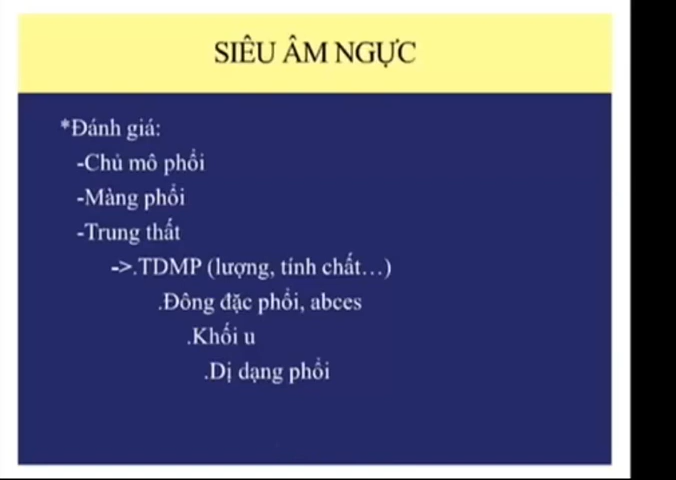 SIÊU ÂM NGỰC
*Đánh giá:
-Chủ mô phổi
-Màng phổi
-Trung thất
->.TDMP (lượng, tính chất…)
.Đông đặc phổi, abces
.Khối u
.Dị dạng phổi